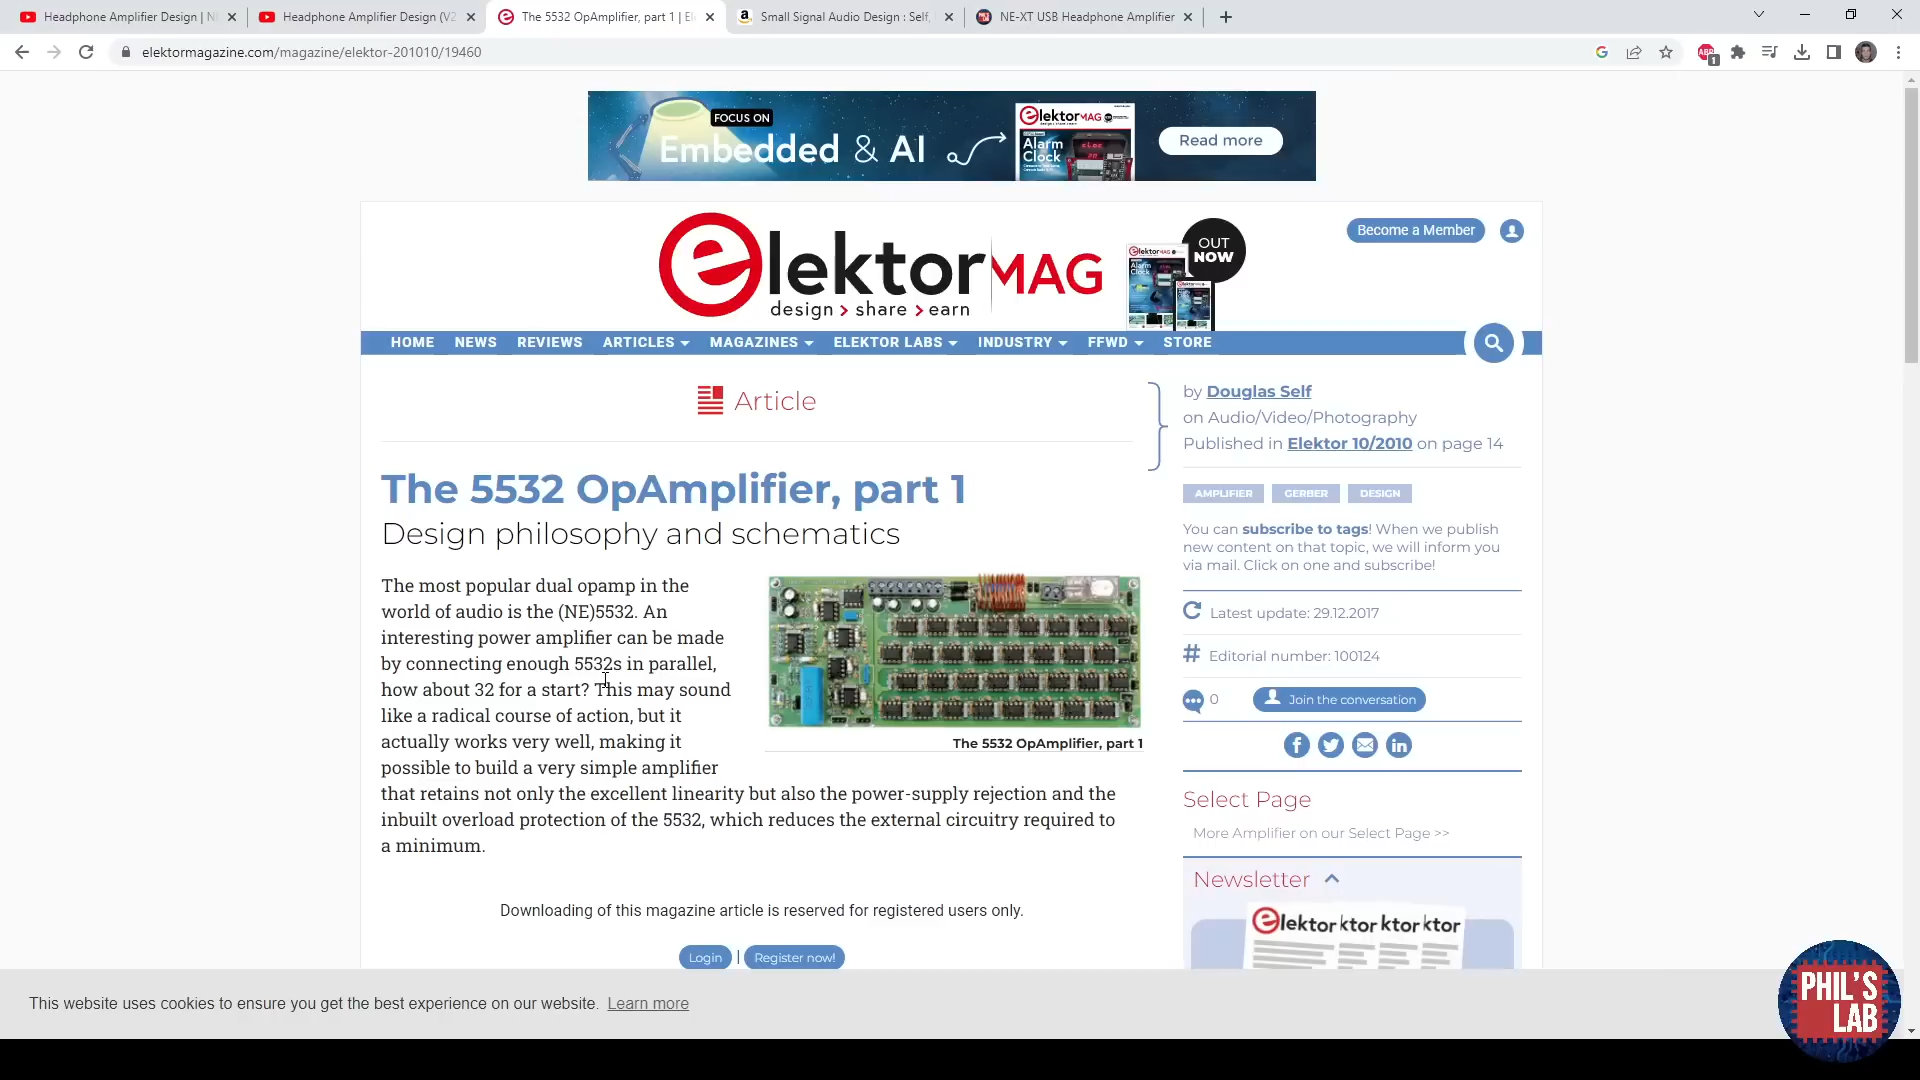 Headphone Amplifier Design | N
Headphone Amplifier Design (V2
The 5532 OpAmplifier, part 1 | E
Small Signal Audio Design : Self,
NE-XT USB Headphone Amplifier
elektormagazine.com/magazine/elektor-201010/19460
FOCUS ON
Embedded & AI
elektorMAG
Alarm
Clock
Read more
elektorMAG
design > share > earn
OUT
NOW
Become a Member
HOME NEWS REVIEWS ARTICLES MAGAZINES ELEKTOR LABS INDUSTRY FFWD STORE
Article
by Douglas Self
on Audio/Video/Photography
Published in Elektor 10/2010 on page 14
The 5532 OpAmplifier, part 1
Design philosophy and schematics
The most popular dual opamp in the
world of audio is the (NE)5532. An
interesting power amplifier can be made
by connecting enough 5532s in parallel,
how about 32 for a start? This may sound
like a radical course of action, but it
actually works very well, making it
possible to build a very simple amplifier
that retains not only the excellent linearity but also the power-supply rejection and the
inbuilt overload protection of the 5532, which reduces the external circuitry required to
a minimum.
The 5532 OpAmplifier, part 1
Downloading of this magazine article is reserved for registered users only.
Login | Register now!
AMPLIFIER GERBER DESIGN
You can subscribe to tags! When we publish
new content on that topic, we will inform you
via mail. Click on one and subscribe!
Latest update: 29.12.2017
# Editorial number: 100124
0 Join the conversation
Select Page
More Amplifier on our Select Page >>
Newsletter
elektor ktor ktor ktor
This website uses cookies to ensure you get the best experience on our website. Learn more
PHIL'S
LAB